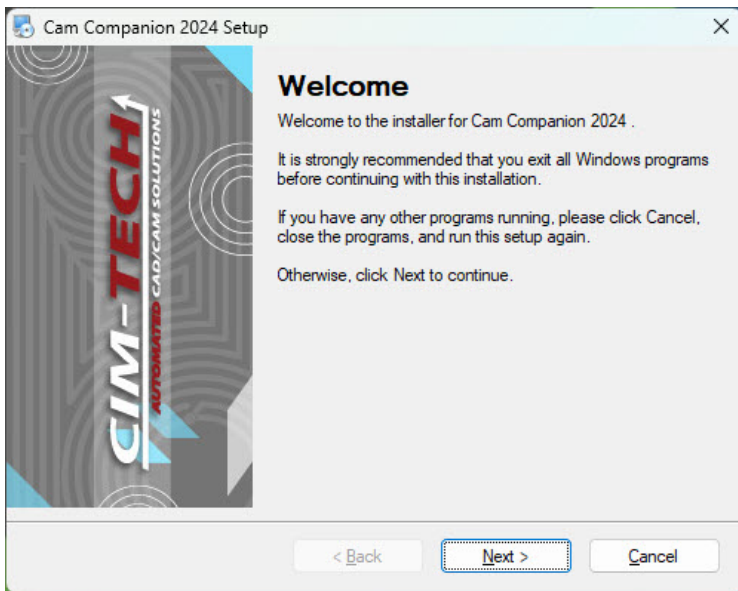 Cam Companion 2024 Setup
CIM-TECH
AUTOMATED CAD/CAM SOLUTIONS
Welcome
Welcome to the installer for Cam Companion 2024 .
It is strongly recommended that you exit all Windows programs
before continuing with this installation.
If you have any other programs running, please click Cancel,
close the programs, and run this setup again.
Otherwise, click Next to continue.
< Back
Next >
Cancel